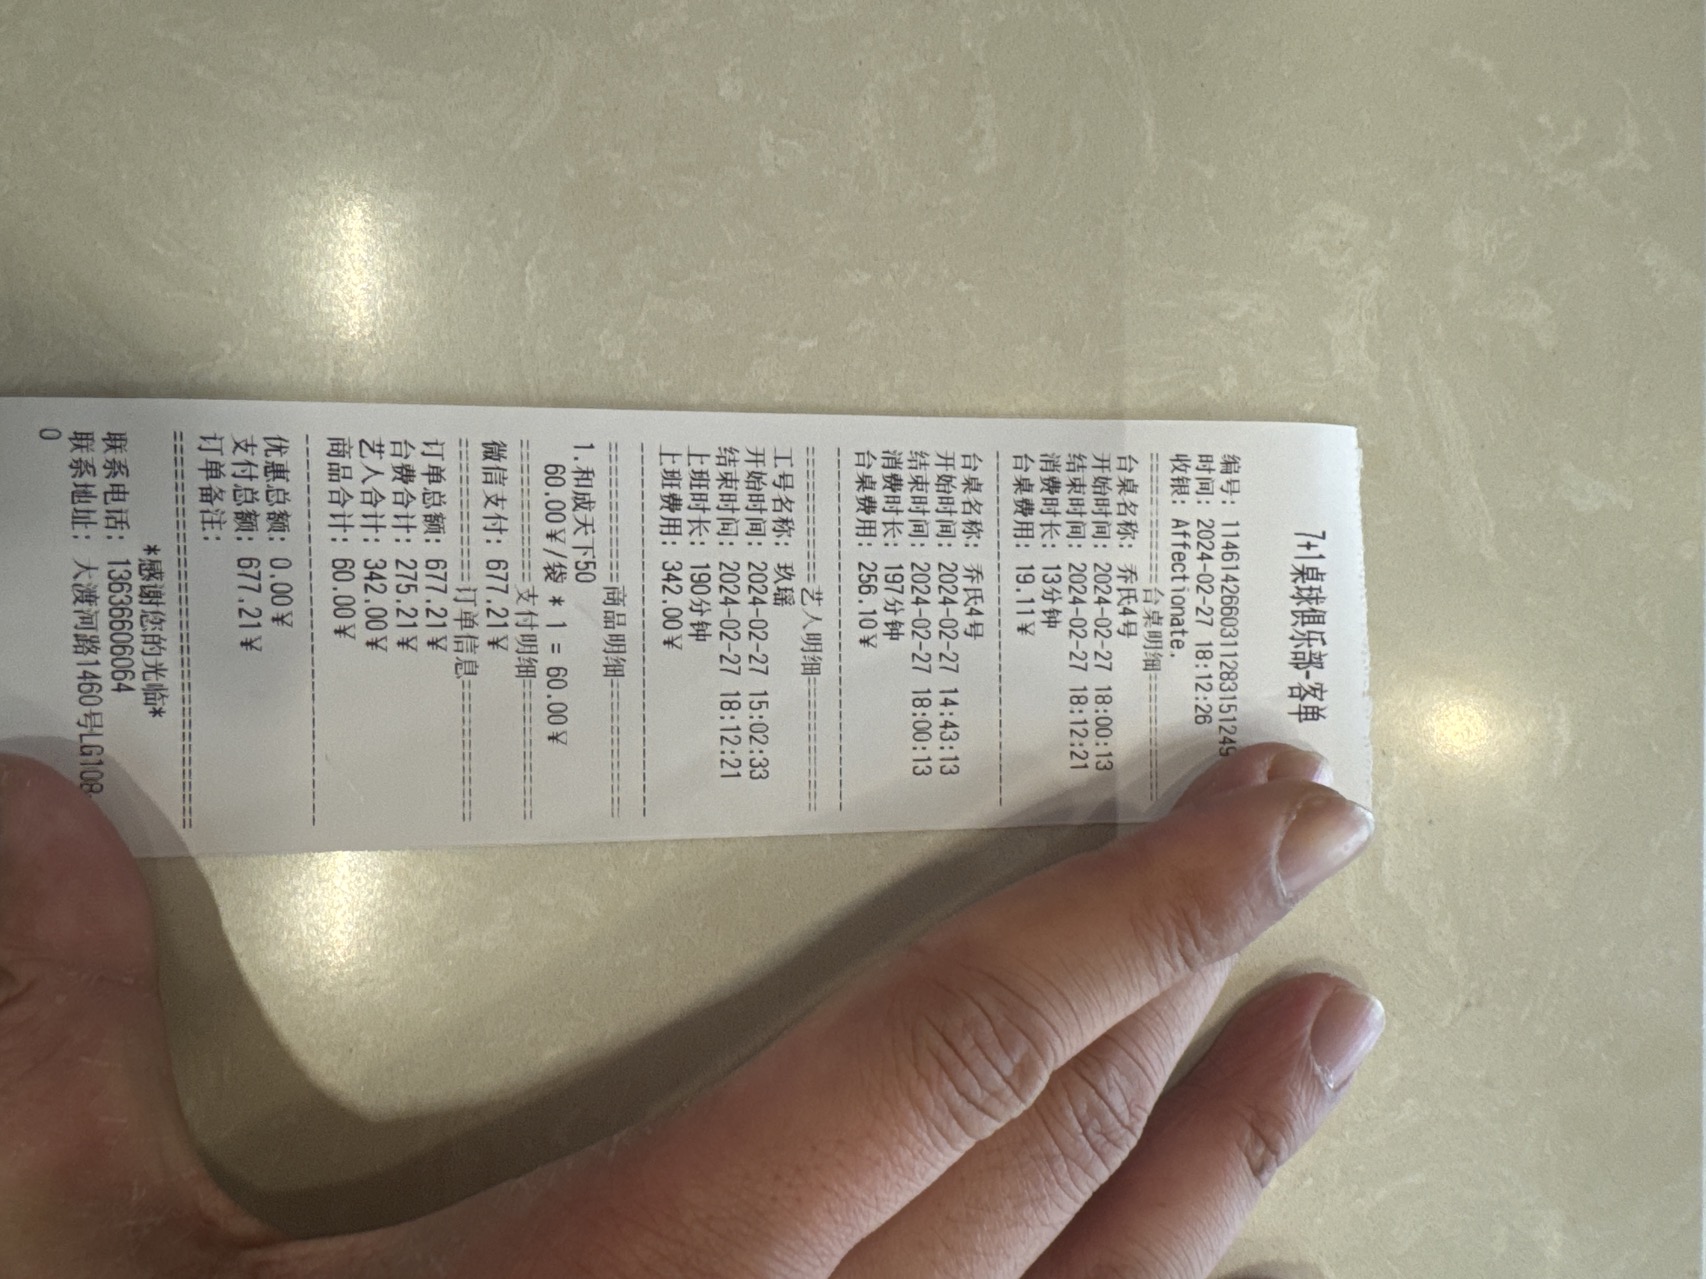 7+1桌球俱乐部-客单
编号: 1146142660311283151249
时间: 2024-02-27 18:12:26
收银: Affectionate.
==========台桌明细==========
台桌名称: 乔氏4号
开始时间: 2024-02-27 18:00:13
结束时间: 2024-02-27 18:12:21
消费时长: 13分钟
台桌费用: 19.11¥
--------------------------------
台桌名称: 乔氏4号
开始时间: 2024-02-27 14:43:13
结束时间: 2024-02-27 18:00:13
消费时长: 197分钟
台桌费用: 256.10¥
--------------------------------
==========艺人明细==========
工号名称: 玖瑶
开始时间: 2024-02-27 15:02:33
结束时间: 2024-02-27 18:12:21
上班时长: 190分钟
上班费用: 342.00¥
--------------------------------
==========商品明细==========
1.和成天下50
60.00¥/袋 * 1 = 60.00¥
==========支付明细==========
微信支付: 677.21¥
==========订单信息==========
订单总额: 677.21¥
台费合计: 275.21¥
艺人合计: 342.00¥
商品合计: 60.00¥
--------------------------------
优惠总额: 0.00¥
支付总额: 677.21¥
订单备注:
================================
*感谢您的光临*
联系电话: 13636606064
联系地址: 大渡河路1460号LG108
0